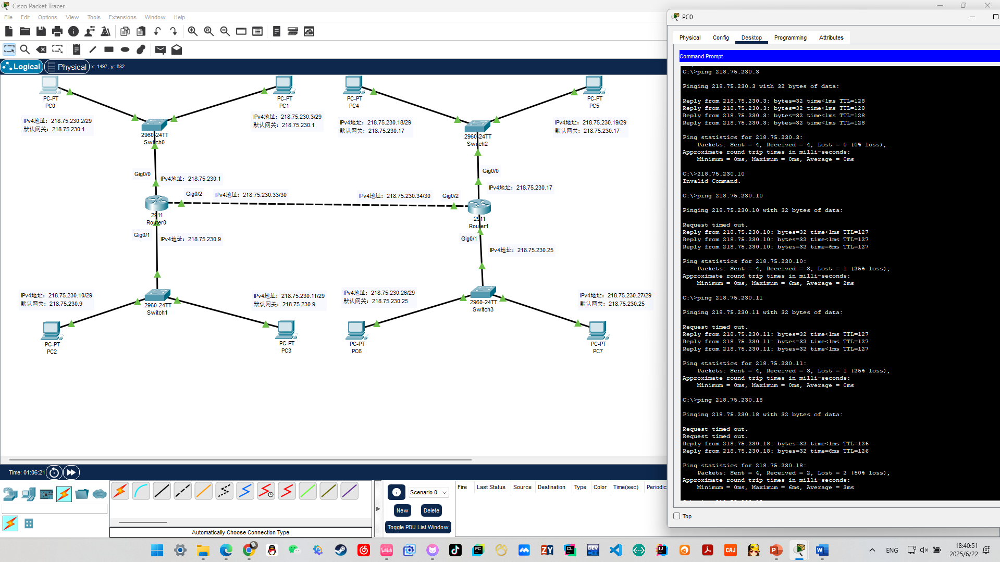 Cisco Packet Tracer
File Edit Options View Tools Extensions Window Help
Logical
Physical
x: 1497, y: 632
PC-PT
PC0
IPv4地址：218.75.230.2/29
默认网关：218.75.230.1
PC-PT
PC1
IPv4地址：218.75.230.3/29
默认网关：218.75.230.1
PC-PT
PC4
IPv4地址：218.75.230.18/29
默认网关：218.75.230.17
PC-PT
PC5
IPv4地址：218.75.230.19/29
默认网关：218.75.230.17
2960-24TT
Switch0
2960-24TT
Switch2
Gig0/0
IPv4地址：218.75.230.1
Gig0/0
IPv4地址：218.75.230.17
Gig0/2
IPv4地址：218.75.230.33/30
IPv4地址：218.75.230.34/30
Gig0/2
2911
Router0
2911
Router1
Gig0/1
IPv4地址：218.75.230.9
Gig0/1
IPv4地址：218.75.230.25
IPv4地址：218.75.230.10/29
默认网关：218.75.230.9
2960-24TT
Switch1
IPv4地址：218.75.230.11/29
默认网关：218.75.230.9
IPv4地址：218.75.230.26/29
默认网关：218.75.230.25
2960-24TT
Switch3
IPv4地址：218.75.230.27/29
默认网关：218.75.230.25
PC-PT
PC2
PC-PT
PC3
PC-PT
PC6
PC-PT
PC7
Time: 01:06:21
Automatically Choose Connection Type
Scenario 0
New
Delete
Toggle PDU List Window
Fire Last Status Source Destination Type Color Time(sec) Periodic
PC0
Physical Config Desktop Programming Attributes
Command Prompt
C:\>ping 218.75.230.3
Pinging 218.75.230.3 with 32 bytes of data:
Reply from 218.75.230.3: bytes=32 time<1ms TTL=128
Reply from 218.75.230.3: bytes=32 time<1ms TTL=128
Reply from 218.75.230.3: bytes=32 time<1ms TTL=128
Reply from 218.75.230.3: bytes=32 time<1ms TTL=128
Ping statistics for 218.75.230.3:
Packets: Sent = 4, Received = 4, Lost = 0 (0% loss),
Approximate round trip times in milli-seconds:
Minimum = 0ms, Maximum = 0ms, Average = 0ms
C:\>218.75.230.10
Invalid Command.
C:\>ping 218.75.230.10
Pinging 218.75.230.10 with 32 bytes of data:
Request timed out.
Reply from 218.75.230.10: bytes=32 time<1ms TTL=127
Reply from 218.75.230.10: bytes=32 time<1ms TTL=127
Reply from 218.75.230.10: bytes=32 time=6ms TTL=127
Ping statistics for 218.75.230.10:
Packets: Sent = 4, Received = 3, Lost = 1 (25% loss),
Approximate round trip times in milli-seconds:
Minimum = 0ms, Maximum = 6ms, Average = 2ms
C:\>ping 218.75.230.11
Pinging 218.75.230.11 with 32 bytes of data:
Request timed out.
Reply from 218.75.230.11: bytes=32 time<1ms TTL=127
Reply from 218.75.230.11: bytes=32 time<1ms TTL=127
Reply from 218.75.230.11: bytes=32 time<1ms TTL=127
Ping statistics for 218.75.230.11:
Packets: Sent = 4, Received = 3, Lost = 1 (25% loss),
Approximate round trip times in milli-seconds:
Minimum = 0ms, Maximum = 0ms, Average = 0ms
C:\>ping 218.75.230.18
Pinging 218.75.230.18 with 32 bytes of data:
Request timed out.
Request timed out.
Reply from 218.75.230.18: bytes=32 time<1ms TTL=126
Reply from 218.75.230.18: bytes=32 time=6ms TTL=126
Ping statistics for 218.75.230.18:
Packets: Sent = 4, Received = 2, Lost = 2 (50% loss),
Approximate round trip times in milli-seconds:
Minimum = 0ms, Maximum = 6ms, Average = 3ms
Top
ENG
18:40:51
2025/6/22